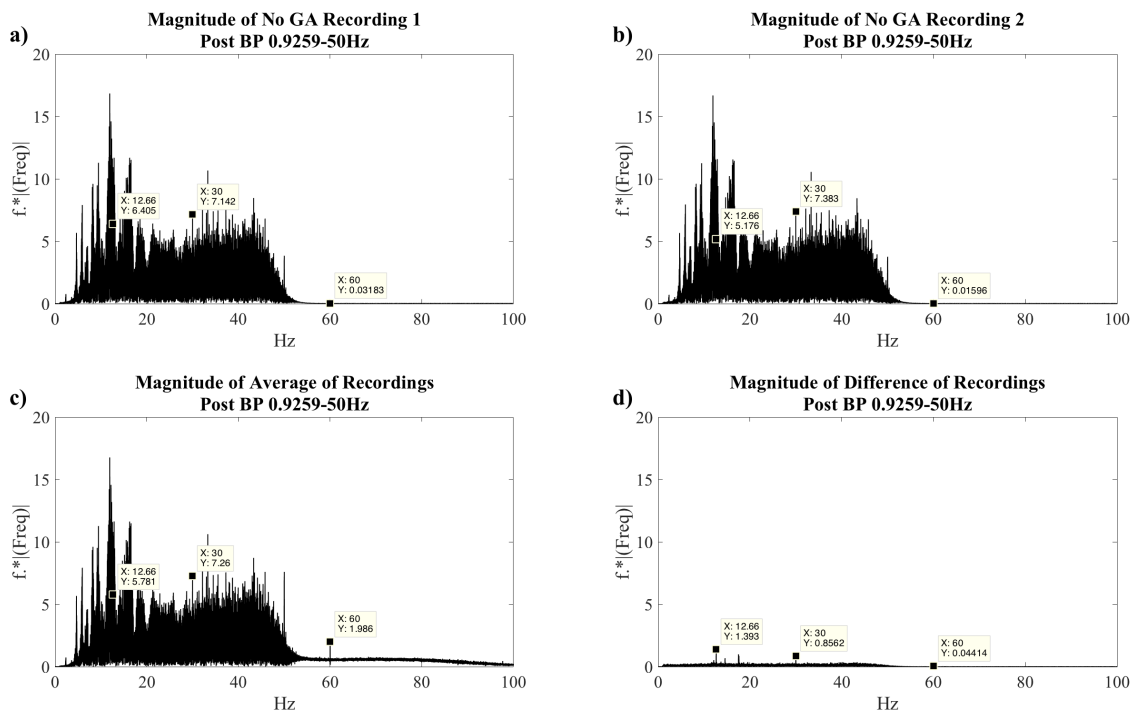 a)
Magnitude of No GA Recording 1
Post BP 0.9259-50Hz
20
15
10
5
0
f.*|(Freq)|
X: 12.66
Y: 6.405
X: 30
Y: 7.142
X: 60
Y: 0.03183
0 20 40 60 80 100
Hz
b)
Magnitude of No GA Recording 2
Post BP 0.9259-50Hz
20
15
10
5
0
f.*|(Freq)|
X: 12.66
Y: 5.176
X: 30
Y: 7.383
X: 60
Y: 0.01596
0 20 40 60 80 100
Hz
c)
Magnitude of Average of Recordings
Post BP 0.9259-50Hz
20
15
10
5
0
f.*|(Freq)|
X: 12.66
Y: 5.781
X: 30
Y: 7.26
X: 60
Y: 1.986
0 20 40 60 80 100
Hz
d)
Magnitude of Difference of Recordings
Post BP 0.9259-50Hz
20
15
10
5
0
f.*|(Freq)|
X: 12.66
Y: 1.393
X: 30
Y: 0.8562
X: 60
Y: 0.04414
0 20 40 60 80 100
Hz